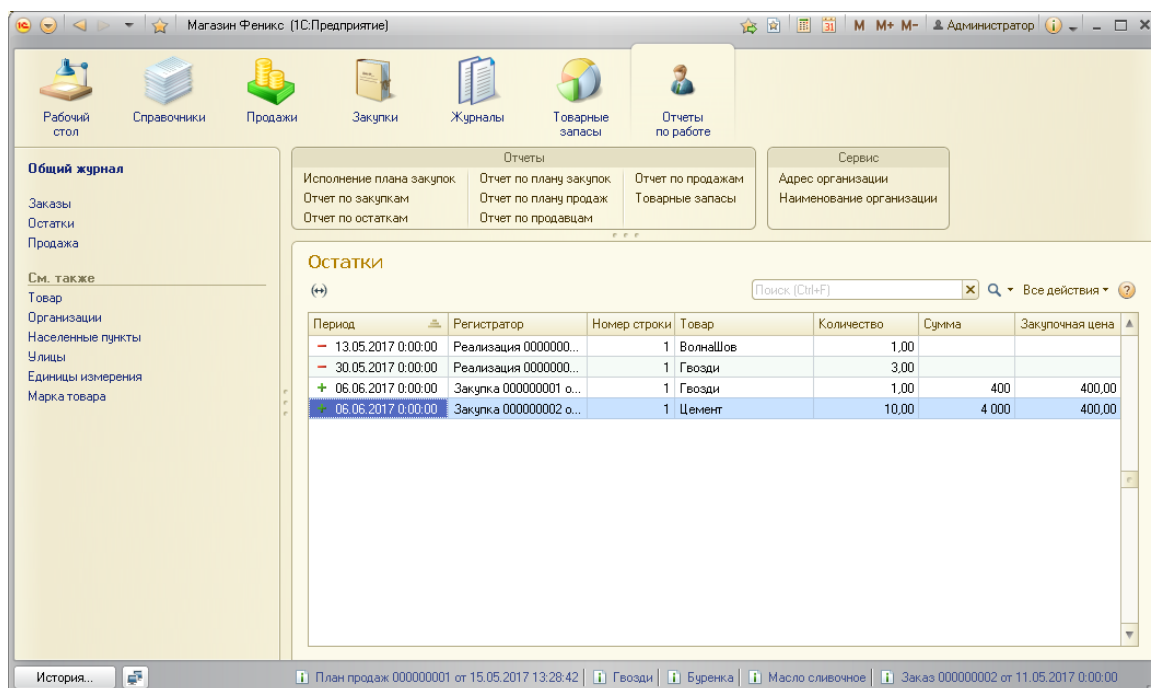 Магазин Феникс (1С:Предприятие)
31
M M+ M-
Администратор
Рабочий стол
Справочники
Продажи
Закупки
Журналы
Товарные запасы
Отчеты по работе
Общий журнал
Заказы
Остатки
Продажа
См. также
Товар
Организации
Населенные пункты
Улицы
Единицы измерения
Марка товара
Отчеты
Исполнение плана закупок Отчет по плану закупок Отчет по продажам
Отчет по закупкам Отчет по плану продаж Товарные запасы
Отчет по остаткам Отчет по продавцам
Сервис
Адрес организации
Наименование организации
Остатки
Поиск (Ctrl+F)
Все действия
Период Регистратор Номер строки Товар Количество Сумма Закупочная цена
13.05.2017 0:00:00 Реализация 0000000... 1 ВолнаШов 1,00
30.05.2017 0:00:00 Реализация 0000000... 1 Гвозди 3,00
06.06.2017 0:00:00 Закупка 000000001 о... 1 Гвозди 1,00 400 400,00
06.06.2017 0:00:00 Закупка 000000002 о... 1 Цемент 10,00 4 000 400,00
История...
План продаж 000000001 от 15.05.2017 13:28:42 Гвозди Буренка Масло сливочное Заказ 000000002 от 11.05.2017 0:00:00